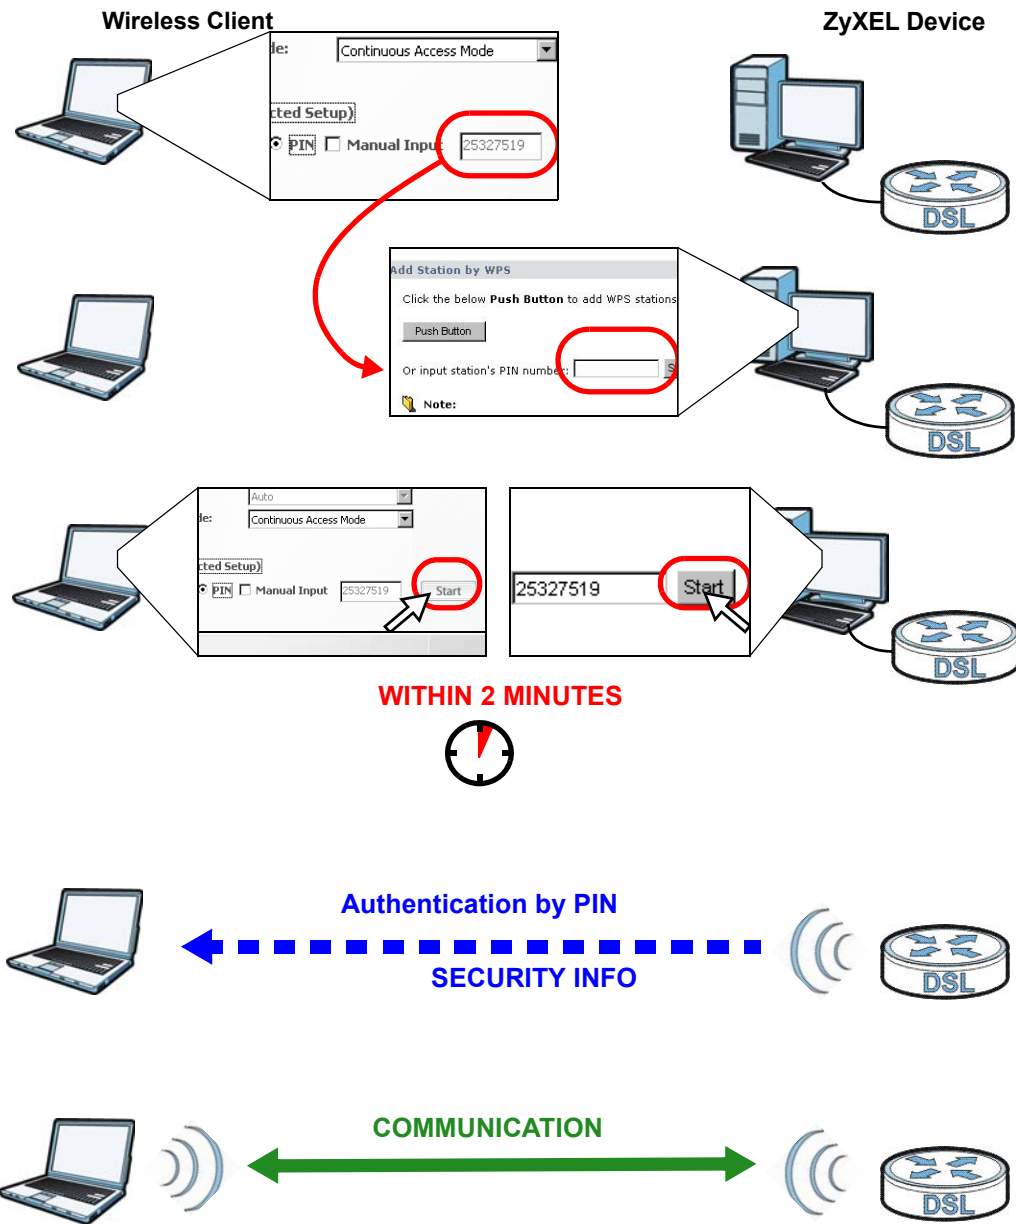 Wireless Client
ZyXEL Device
de:
Continuous Access Mode
cted Setup)
PIN Manual Input 25327519
DSL
Add Station by WPS
Click the below Push Button to add WPS stations
Push Button
Or input station's PIN number: S
Note:
DSL
Auto
de:
Continuous Access Mode
cted Setup)
PIN Manual Input 25327519 Start
25327519 Start
DSL
WITHIN 2 MINUTES
Authentication by PIN
SECURITY INFO
DSL
COMMUNICATION
DSL